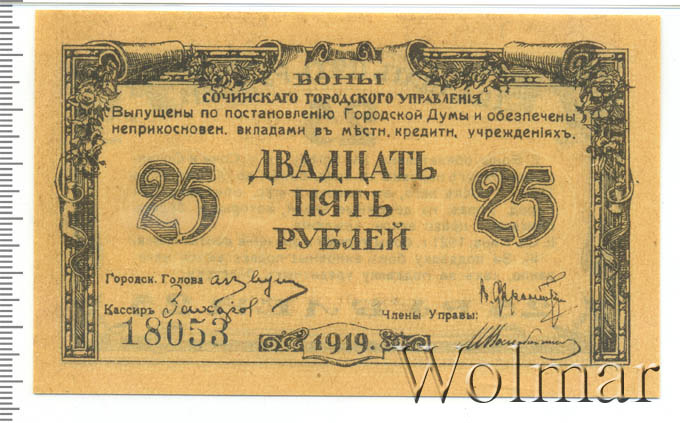 БОНЫ
СОЧИНСКАГО ГОРОДСКОГО УПРАВЛЕНІЯ
Выпущены по постановленію Городской Думы и обезпечены
неприкосновен. вкладами въ мѣстн. кредитн. учрежденіяхъ.
25 ДВАДЦАТЬ 25
ПЯТЬ
РУБЛЕЙ
Городск. Голова
Кассиръ Захаров
Члены Управы:
18053
1919.
Wolmar